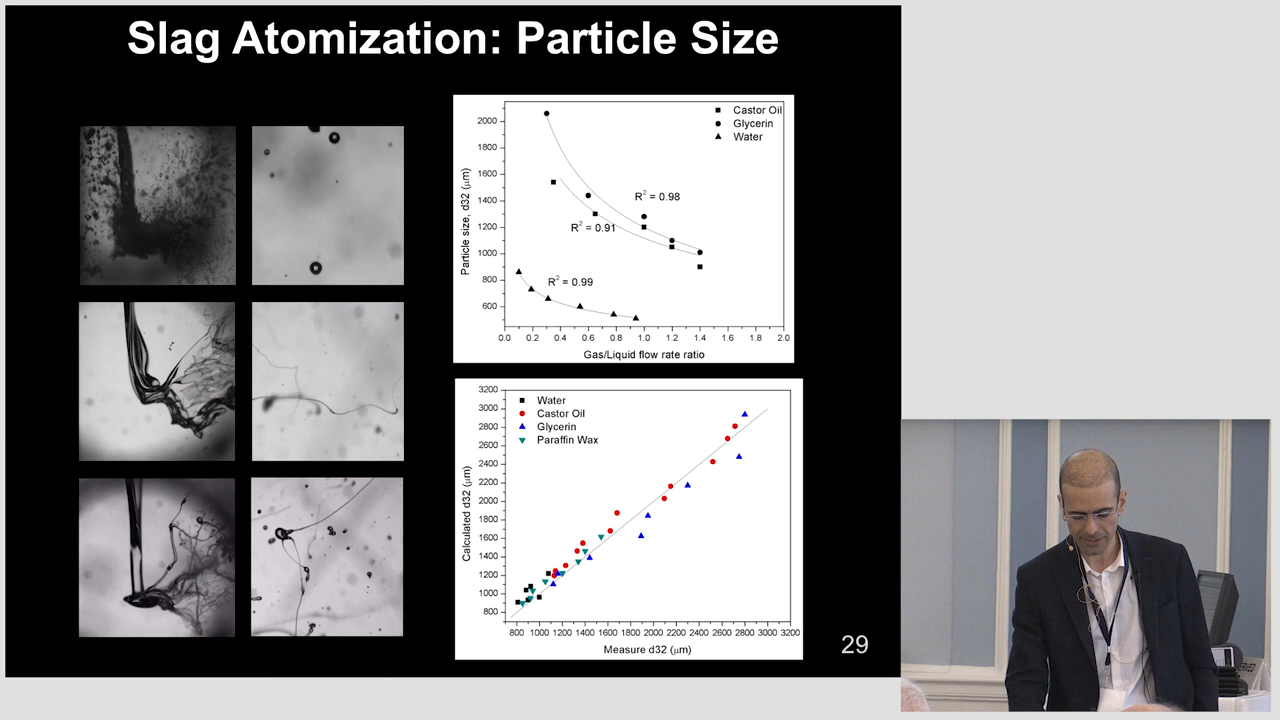 Slag Atomization: Particle Size
2000
1800
1600
1400
1200
1000
800
600
Particle size, d32 (μm)
Castor Oil
Glycerin
Water
R² = 0.98
R² = 0.91
R² = 0.99
0.0 0.2 0.4 0.6 0.8 1.0 1.2 1.4 1.6 1.8 2.0
Gas/Liquid flow rate ratio
3200
3000
2800
2600
2400
2200
2000
1800
1600
1400
1200
1000
800
Calculated d32 (μm)
Water
Castor Oil
Glycerin
Paraffin Wax
800 1000 1200 1400 1600 1800 2000 2200 2400 2600 2800 3000 3200
Measure d32 (μm)
29